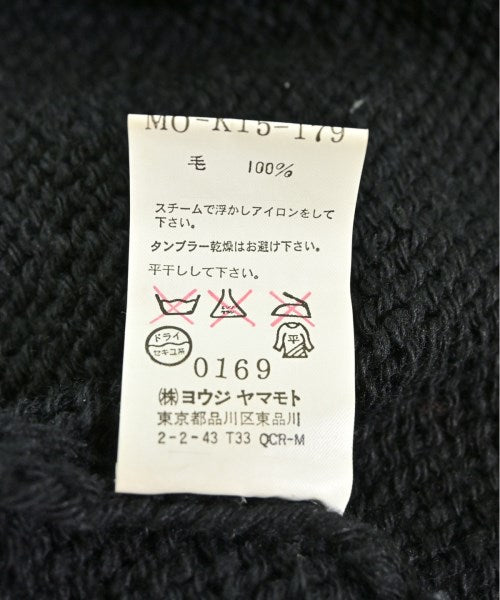 MO-K15-179
毛 100%
スチームで浮かしアイロンをして
下さい。
タンブラー乾燥はお避け下さい。
平干しして下さい。
ドライ
セキユ系
平
0169
(株)ヨウジ ヤマモト
東京都品川区東品川
2-2-43 T33 QCR-M